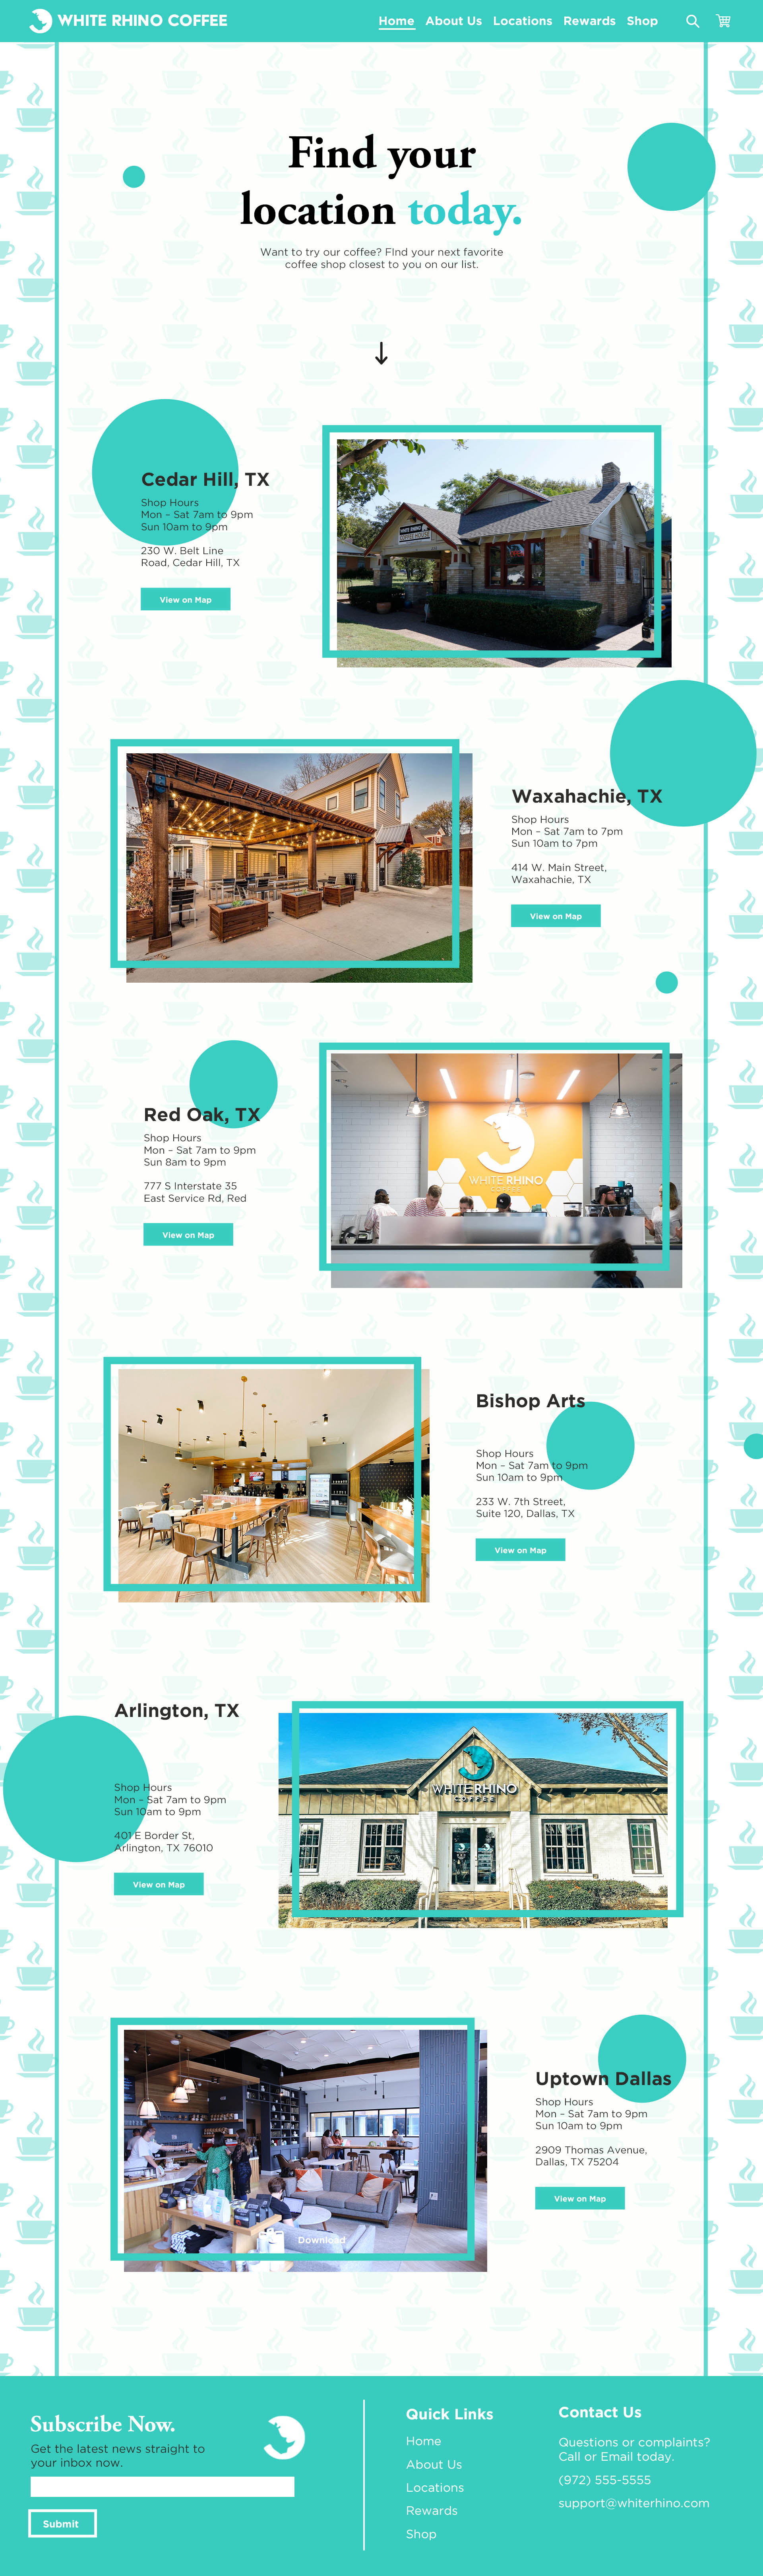 WHITE RHINO COFFEE
Home About Us Locations Rewards Shop
Find your
location today.
Want to try our coffee? FInd your next favorite
coffee shop closest to you on our list.
Cedar Hill, TX
Shop Hours
Mon – Sat 7am to 9pm
Sun 10am to 9pm
230 W. Belt Line
Road, Cedar Hill, TX
View on Map
WHITE RHINO
COFFEE HOUSE
Waxahachie, TX
Shop Hours
Mon – Sat 7am to 7pm
Sun 10am to 7pm
414 W. Main Street,
Waxahachie, TX
View on Map
Red Oak, TX
Shop Hours
Mon – Sat 7am to 9pm
Sun 8am to 9pm
777 S Interstate 35
East Service Rd, Red
View on Map
WHITE RHINO
COFFEE
Bishop Arts
Shop Hours
Mon – Sat 7am to 9pm
Sun 10am to 9pm
233 W. 7th Street,
Suite 120, Dallas, TX
View on Map
Arlington, TX
Shop Hours
Mon – Sat 7am to 9pm
Sun 10am to 9pm
401 E Border St,
Arlington, TX 76010
View on Map
WHITE RHINO
COFFEE
Uptown Dallas
Shop Hours
Mon – Sat 7am to 9pm
Sun 10am to 9pm
2909 Thomas Avenue,
Dallas, TX 75204
View on Map
Download
Subscribe Now.
Get the latest news straight to
your inbox now.
Submit
Quick Links
Home
About Us
Locations
Rewards
Shop
Contact Us
Questions or complaints?
Call or Email today.
(972) 555-5555
support@whiterhino.com